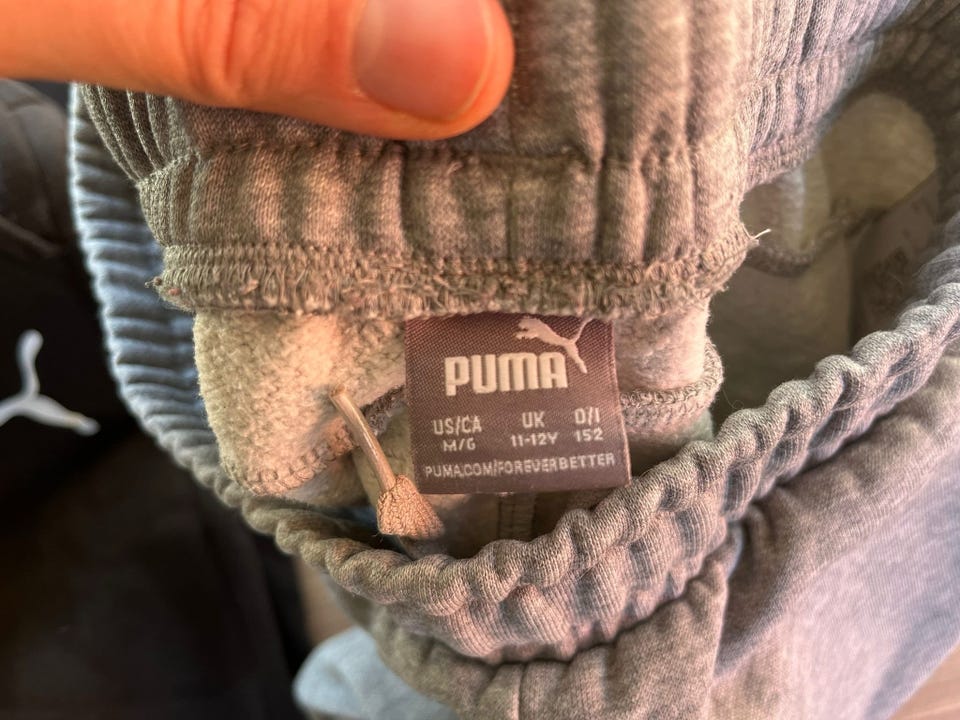 PUMA
US/CA UK D/I
M/G 11-12Y 152
PUMA.COM/FOREVERBETTER